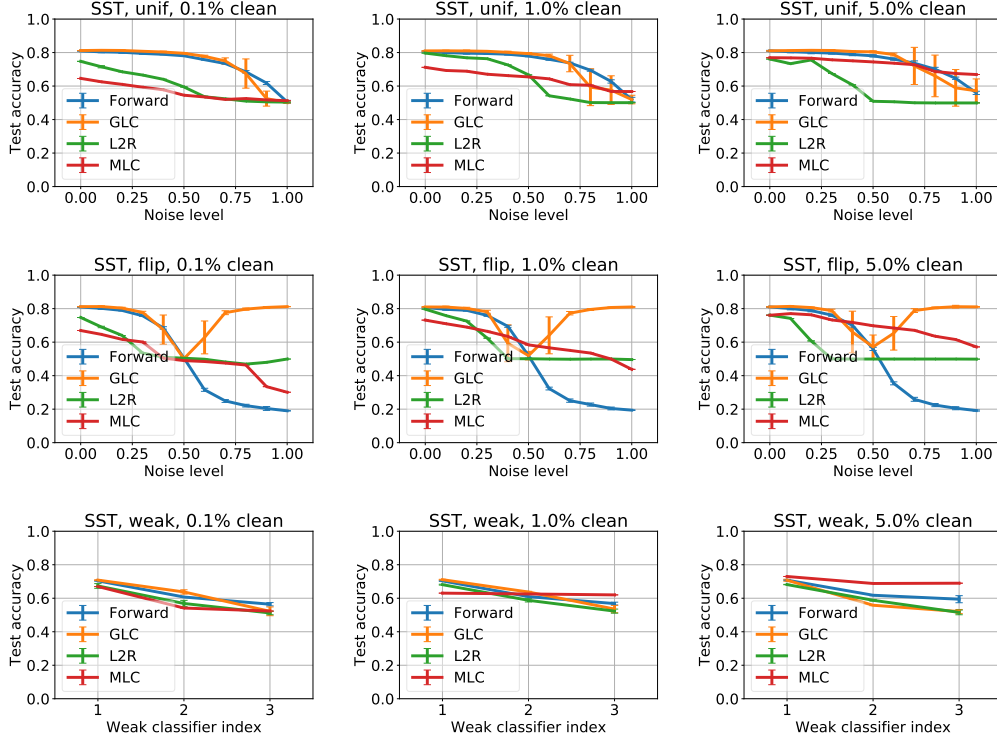 SST, unif, 0.1% clean
Test accuracy
1.0
0.8
0.6
0.4
0.2
0.0
Forward
GLC
L2R
MLC
0.00 0.25 0.50 0.75 1.00
Noise level
SST, unif, 1.0% clean
Test accuracy
1.0
0.8
0.6
0.4
0.2
0.0
Forward
GLC
L2R
MLC
0.00 0.25 0.50 0.75 1.00
Noise level
SST, unif, 5.0% clean
Test accuracy
1.0
0.8
0.6
0.4
0.2
0.0
Forward
GLC
L2R
MLC
0.00 0.25 0.50 0.75 1.00
Noise level
SST, flip, 0.1% clean
Test accuracy
1.0
0.8
0.6
0.4
0.2
0.0
Forward
GLC
L2R
MLC
0.00 0.25 0.50 0.75 1.00
Noise level
SST, flip, 1.0% clean
Test accuracy
1.0
0.8
0.6
0.4
0.2
0.0
Forward
GLC
L2R
MLC
0.00 0.25 0.50 0.75 1.00
Noise level
SST, flip, 5.0% clean
Test accuracy
1.0
0.8
0.6
0.4
0.2
0.0
Forward
GLC
L2R
MLC
0.00 0.25 0.50 0.75 1.00
Noise level
SST, weak, 0.1% clean
Test accuracy
1.0
0.8
0.6
0.4
0.2
0.0
Forward
GLC
L2R
MLC
1 2 3
Weak classifier index
SST, weak, 1.0% clean
Test accuracy
1.0
0.8
0.6
0.4
0.2
0.0
Forward
GLC
L2R
MLC
1 2 3
Weak classifier index
SST, weak, 5.0% clean
Test accuracy
1.0
0.8
0.6
0.4
0.2
0.0
Forward
GLC
L2R
MLC
1 2 3
Weak classifier index